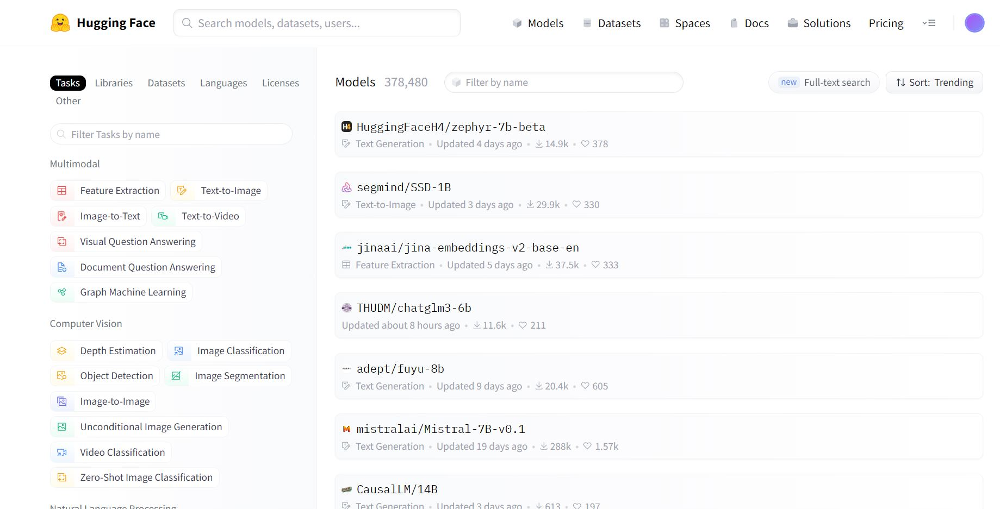 Hugging Face
Search models, datasets, users...
Models
Datasets
Spaces
Docs
Solutions
Pricing
Tasks
Libraries
Datasets
Languages
Licenses
Other
Filter Tasks by name
Multimodal
Feature Extraction
Text-to-Image
Image-to-Text
Text-to-Video
Visual Question Answering
Document Question Answering
Graph Machine Learning
Computer Vision
Depth Estimation
Image Classification
Object Detection
Image Segmentation
Image-to-Image
Unconditional Image Generation
Video Classification
Zero-Shot Image Classification
Natural Language Processing
Models 378,480
Filter by name
new Full-text search
Sort: Trending
H4 HuggingFaceH4/zephyr-7b-beta
Text Generation • Updated 4 days ago • 14.9k • 378
segmind/SSD-1B
Text-to-Image • Updated 3 days ago • 29.9k • 330
jinaai/jina-embeddings-v2-base-en
Feature Extraction • Updated 5 days ago • 37.5k • 333
THUDM/chatglm3-6b
Updated about 8 hours ago • 11.6k • 211
ADEPT adept/fuyu-8b
Text Generation • Updated 9 days ago • 20.4k • 605
mistralai/Mistral-7B-v0.1
Text Generation • Updated 19 days ago • 288k • 1.57k
CausalLM/14B
Text Generation • Updated 3 days ago • 613 • 197